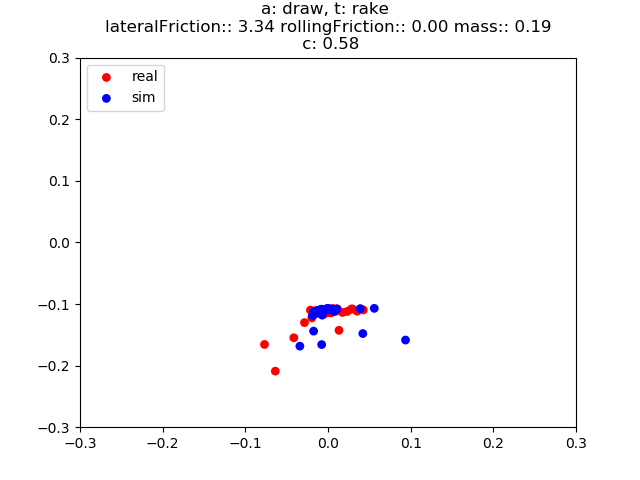 a: draw, t: rake
lateralFriction:: 3.34 rollingFriction:: 0.00 mass:: 0.19
c: 0.58
real
sim
0.3
0.2
0.1
0.0
−0.1
−0.2
−0.3
−0.3 −0.2 −0.1 0.0 0.1 0.2 0.3